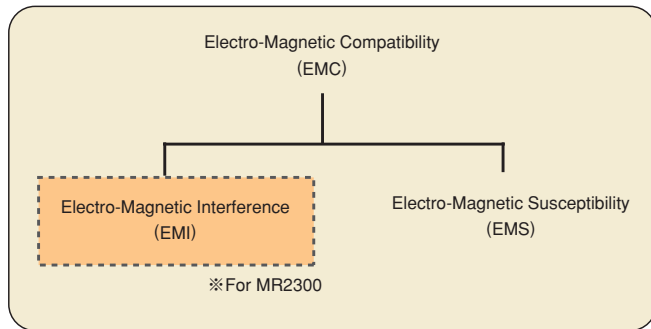 Electro-Magnetic Compatibility
(EMC)
Electro-Magnetic Interference
(EMI)
Electro-Magnetic Susceptibility
(EMS)
※For MR2300